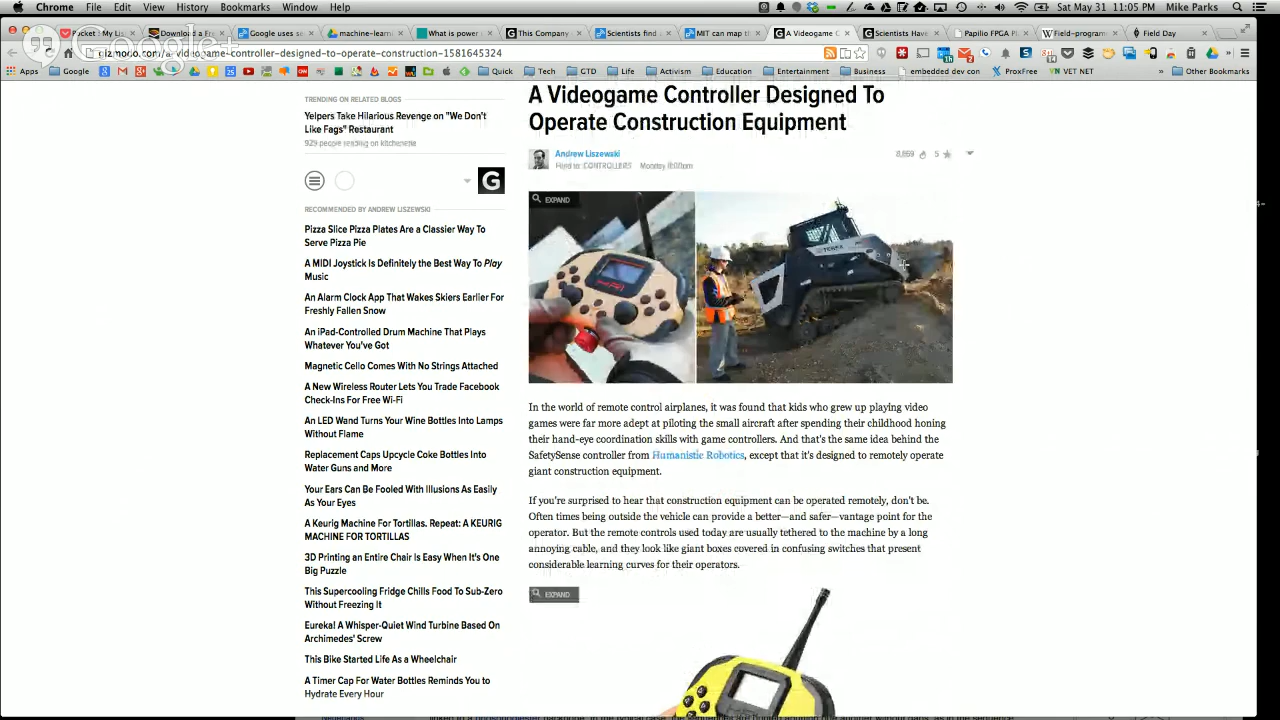 Chrome File Edit View History Bookmarks Window Help Sat May 31 11:05 PM Mike Parks
Pocket: My Lis Download a Fre Google uses se machine-learn What is power This Company Scientists find MIT can map th A Videogame C Scientists Have Papilio FPGA Pl Field-program Field Day
Google+
gizmodo.com/a-videogame-controller-designed-to-operate-construction-1581645324
Apps Google Quick Tech GTD Life Activism Education Entertainment Business embedded dev con ProxFree VET NET » Other Bookmarks
TRENDING ON RELATED BLOGS
Yelpers Take Hilarious Revenge on "We Don't
Like Fags" Restaurant
929 people reading on kitchenette
G
RECOMMENDED BY ANDREW LISZEWSKI
Pizza Slice Pizza Plates Are a Classier Way To
Serve Pizza Pie
A MIDI Joystick Is Definitely the Best Way To Play
Music
An Alarm Clock App That Wakes Skiers Earlier For
Freshly Fallen Snow
An iPad-Controlled Drum Machine That Plays
Whatever You've Got
Magnetic Cello Comes With No Strings Attached
A New Wireless Router Lets You Trade Facebook
Check-Ins For Free Wi-Fi
An LED Wand Turns Your Wine Bottles Into Lamps
Without Flame
Replacement Caps Upcycle Coke Bottles Into
Water Guns and More
Your Ears Can Be Fooled With Illusions As Easily
As Your Eyes
A Keurig Machine For Tortillas. Repeat: A KEURIG
MACHINE FOR TORTILLAS
3D Printing an Entire Chair Is Easy When It's One
Big Puzzle
This Supercooling Fridge Chills Food To Sub-Zero
Without Freezing It
Eureka! A Whisper-Quiet Wind Turbine Based On
Archimedes' Screw
This Bike Started Life As a Wheelchair
A Timer Cap For Water Bottles Reminds You to
Hydrate Every Hour
A Videogame Controller Designed To
Operate Construction Equipment
Andrew Liszewski
Filed to: CONTROLLERS Monday 8:00am
8,869 5
EXPAND
TEREX
In the world of remote control airplanes, it was found that kids who grew up playing video
games were far more adept at piloting the small aircraft after spending their childhood honing
their hand-eye coordination skills with game controllers. And that's the same idea behind the
SafetySense controller from Humanistic Robotics, except that it's designed to remotely operate
giant construction equipment.
If you're surprised to hear that construction equipment can be operated remotely, don't be.
Often times being outside the vehicle can provide a better—and safer—vantage point for the
operator. But the remote controls used today are usually tethered to the machine by a long
annoying cable, and they look like giant boxes covered in confusing switches that present
considerable learning curves for their operators.
EXPAND